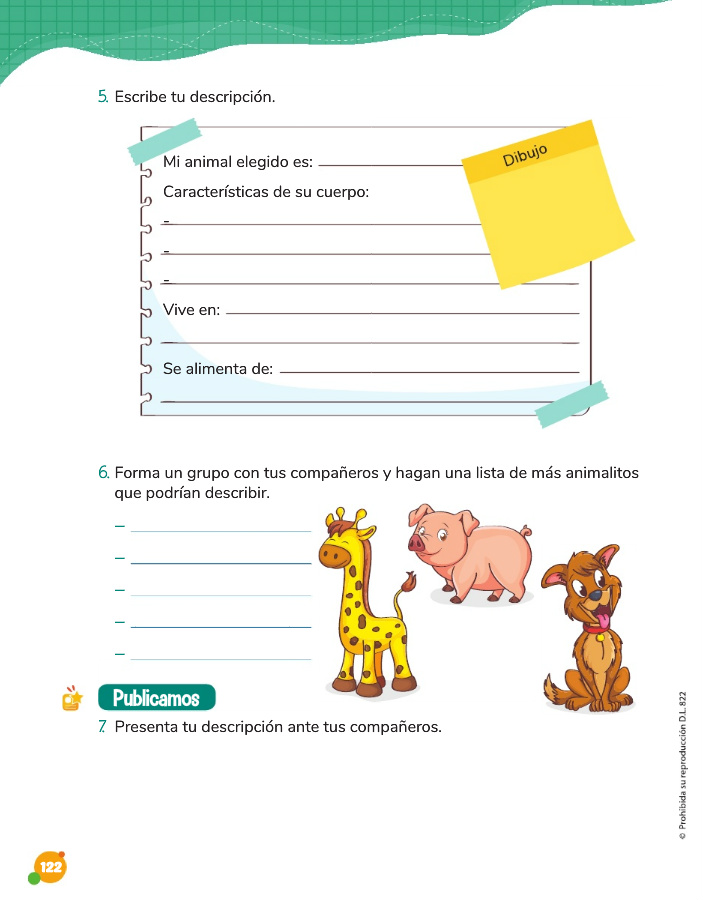 5. Escribe tu descripción.
Dibujo
Mi animal elegido es:
Características de su cuerpo:
-
-
-
Vive en:
Se alimenta de:
6. Forma un grupo con tus compañeros y hagan una lista de más animalitos
que podrían describir.
–
–
–
–
–
Publicamos
7. Presenta tu descripción ante tus compañeros.
© Prohibida su reproducción D.L. 822
122